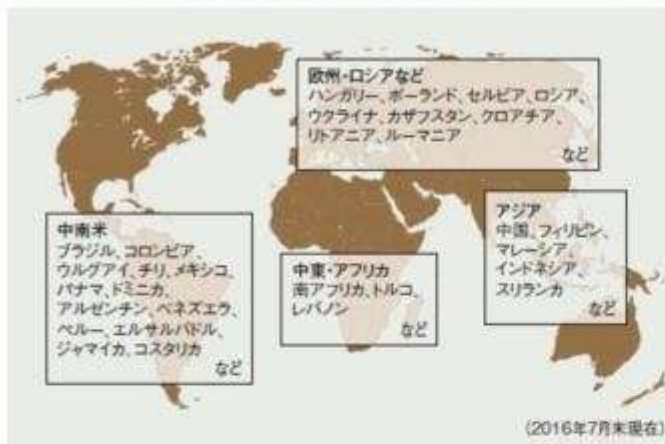 欧州・ロシアなど
ハンガリー、ポーランド、セルビア、ロシア、
ウクライナ、カザフスタン、クロアチア、
リトアニア、ルーマニア
など
中南米
ブラジル、コロンビア、
ウルグアイ、チリ、メキシコ、
パナマ、ドミニカ、
アルゼンチン、ベネズエラ、
ペルー、エルサルバドル、
ジャマイカ、コスタリカ
など
中東・アフリカ
南アフリカ、トルコ、
レバノン
など
アジア
中国、フィリピン、
マレーシア、
インドネシア、
スリランカ
など
(2016年7月末現在)